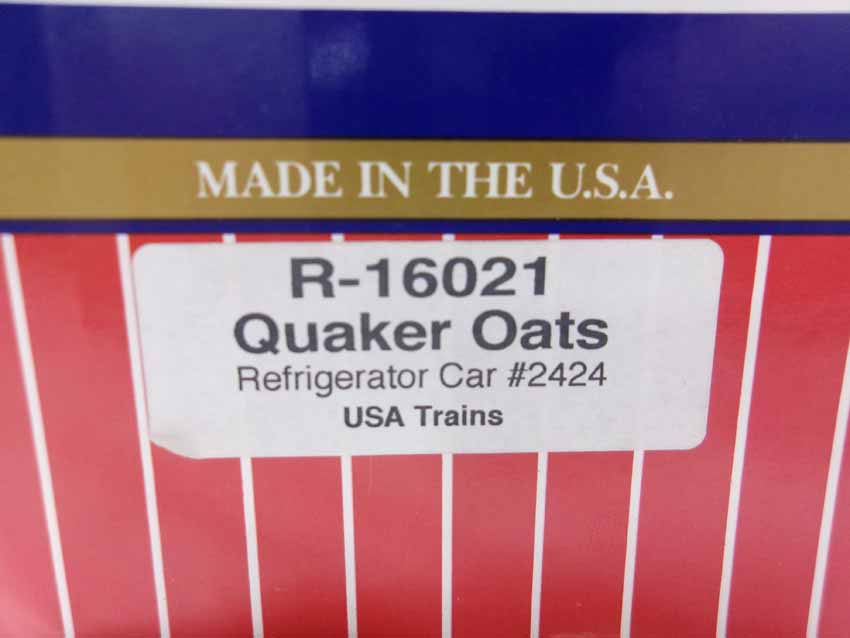 MADE IN THE U.S.A.
R-16021
Quaker Oats
Refrigerator Car #2424
USA Trains